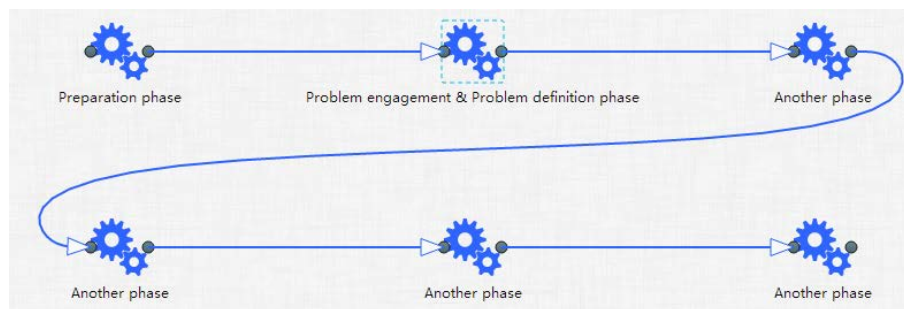 Preparation phase
Problem engagement & Problem definition phase
Another phase
Another phase
Another phase
Another phase